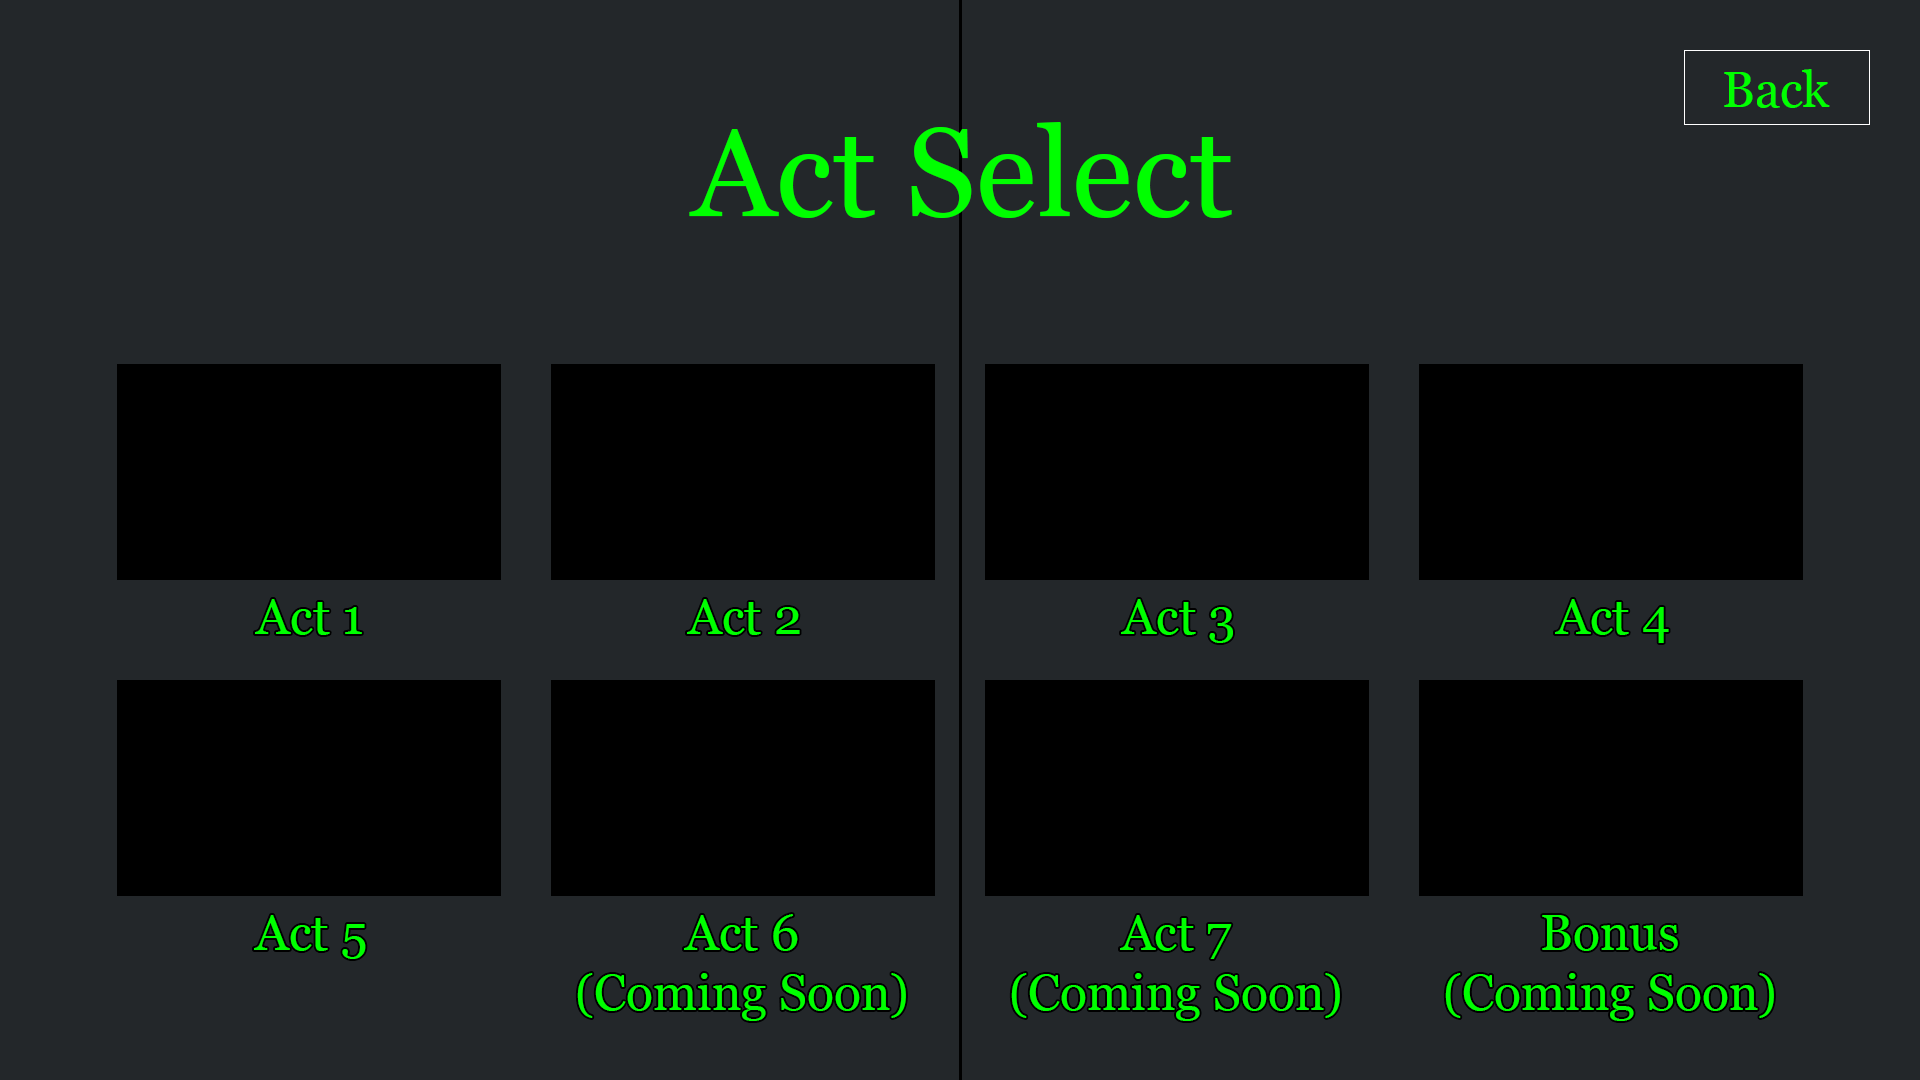 Back
Act Select
Act 1
Act 2
Act 3
Act 4
Act 5
Act 6
(Coming Soon)
Act 7
(Coming Soon)
Bonus
(Coming Soon)